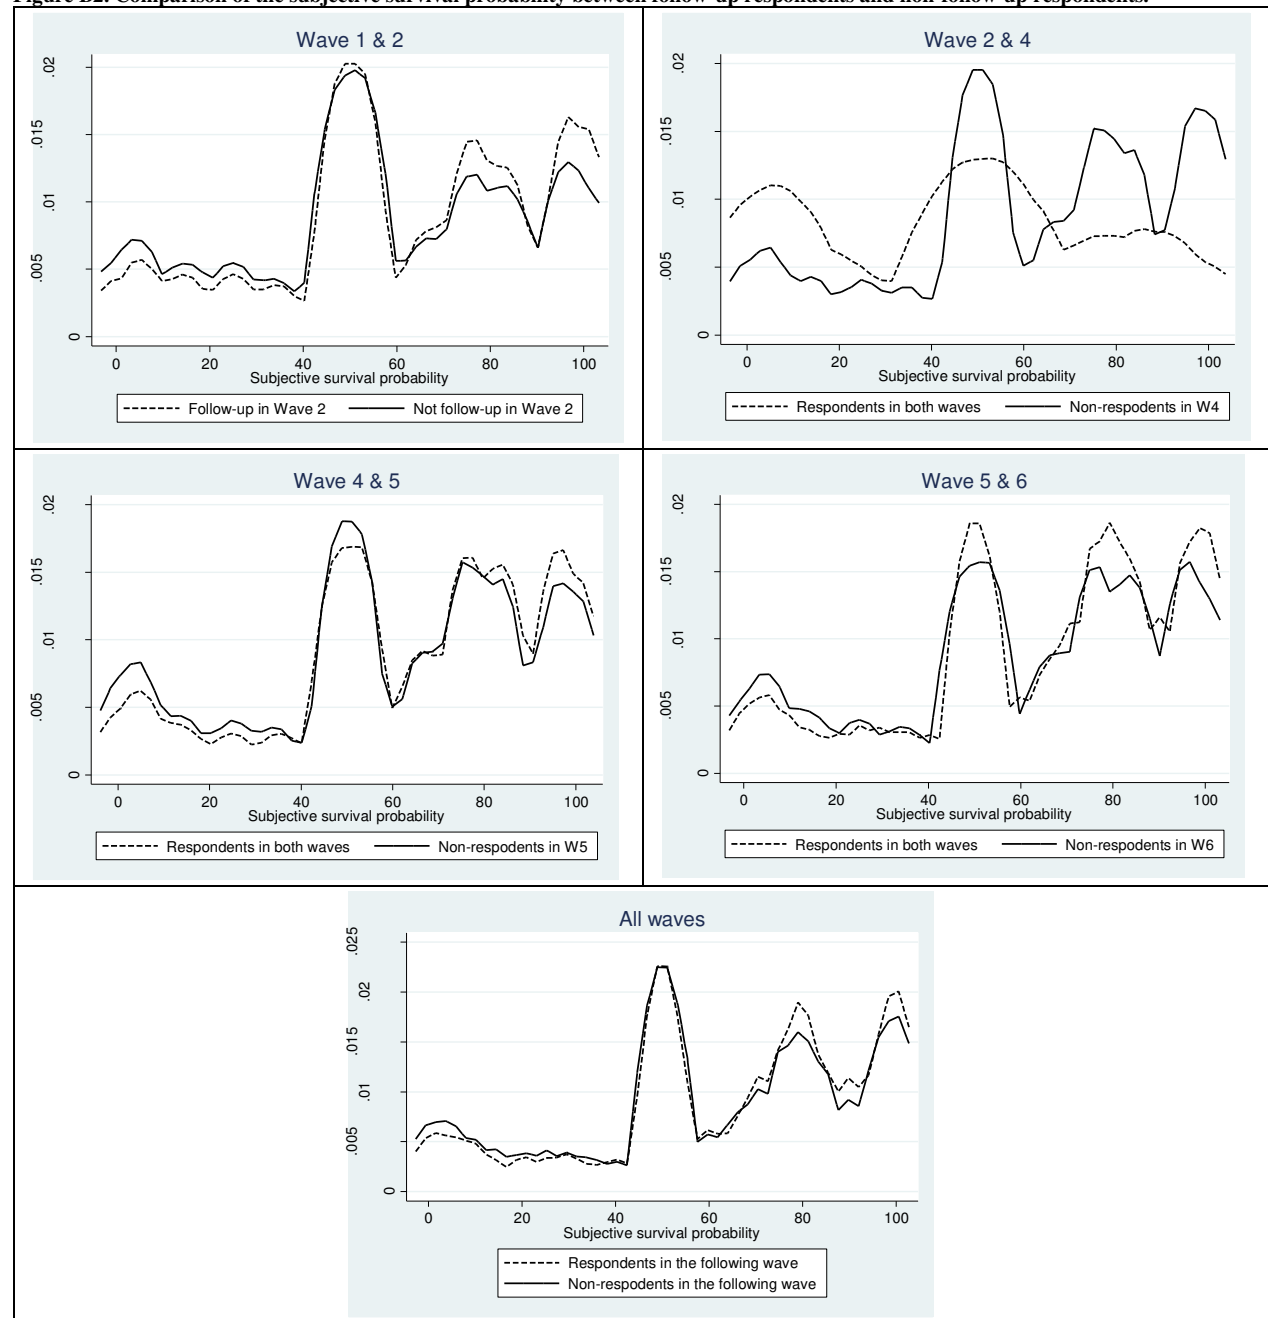 Figure B2. Comparison of the subjective survival probability between follow-up respondents and non-follow-up respondents.
Wave 1 & 2
.02
.015
.01
.005
0
0 20 40 60 80 100
Subjective survival probability
Follow-up in Wave 2 Not follow-up in Wave 2
Wave 2 & 4
.02
.015
.01
.005
0
0 20 40 60 80 100
Subjective survival probability
Respondents in both waves Non-respodents in W4
Wave 4 & 5
.02
.015
.01
.005
0
0 20 40 60 80 100
Subjective survival probability
Respondents in both waves Non-respodents in W5
Wave 5 & 6
.02
.015
.01
.005
0
0 20 40 60 80 100
Subjective survival probability
Respondents in both waves Non-respodents in W6
All waves
.025
.02
.015
.01
.005
0
0 20 40 60 80 100
Subjective survival probability
Respondents in the following wave
Non-respodents in the following wave